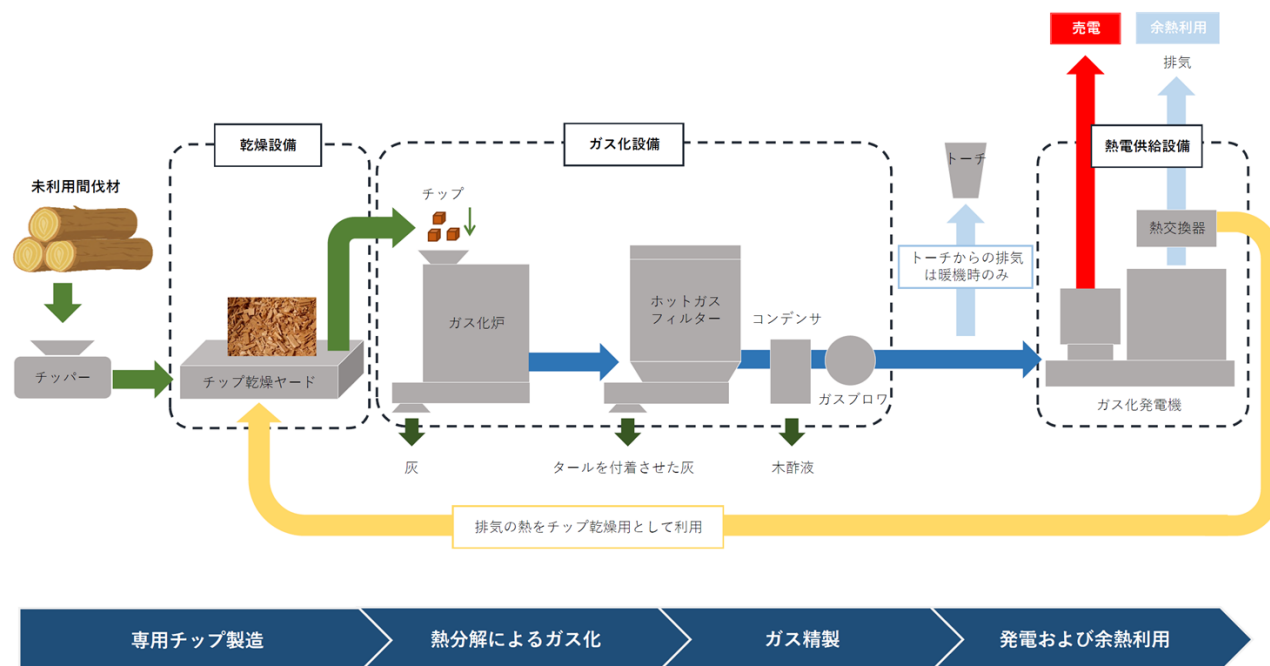 売電
余熱利用
排気
乾燥設備
ガス化設備
熱電供給設備
トーチ
未利用間伐材
チップ
熱交換器
トーチからの排気
は暖機時のみ
ホットガス
フィルター
ガス化炉
コンデンサ
チッパー
チップ乾燥ヤード
ガスブロワ
ガス化発電機
灰
タールを付着させた灰
木酢液
排気の熱をチップ乾燥用として利用
専用チップ製造
熱分解によるガス化
ガス精製
発電および余熱利用